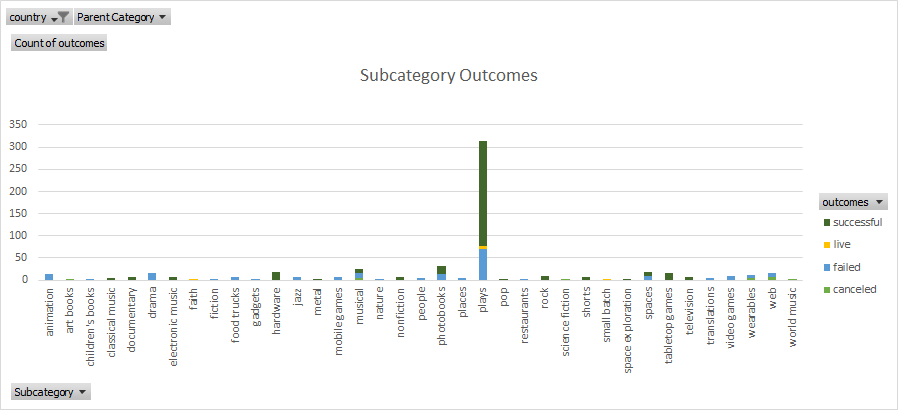 country Parent Category
Count of outcomes
Subcategory Outcomes
350
300
250
200
150
100
50
0
animation
art books
children's books
classical music
documentary
drama
electronic music
faith
fiction
food trucks
gadgets
hardware
jazz
metal
mobile games
musical
nature
nonfiction
people
photobooks
places
plays
pop
restaurants
rock
science fiction
shorts
small batch
space exploration
spaces
tabletop games
television
translations
video games
wearables
web
world music
outcomes
successful
live
failed
canceled
Subcategory